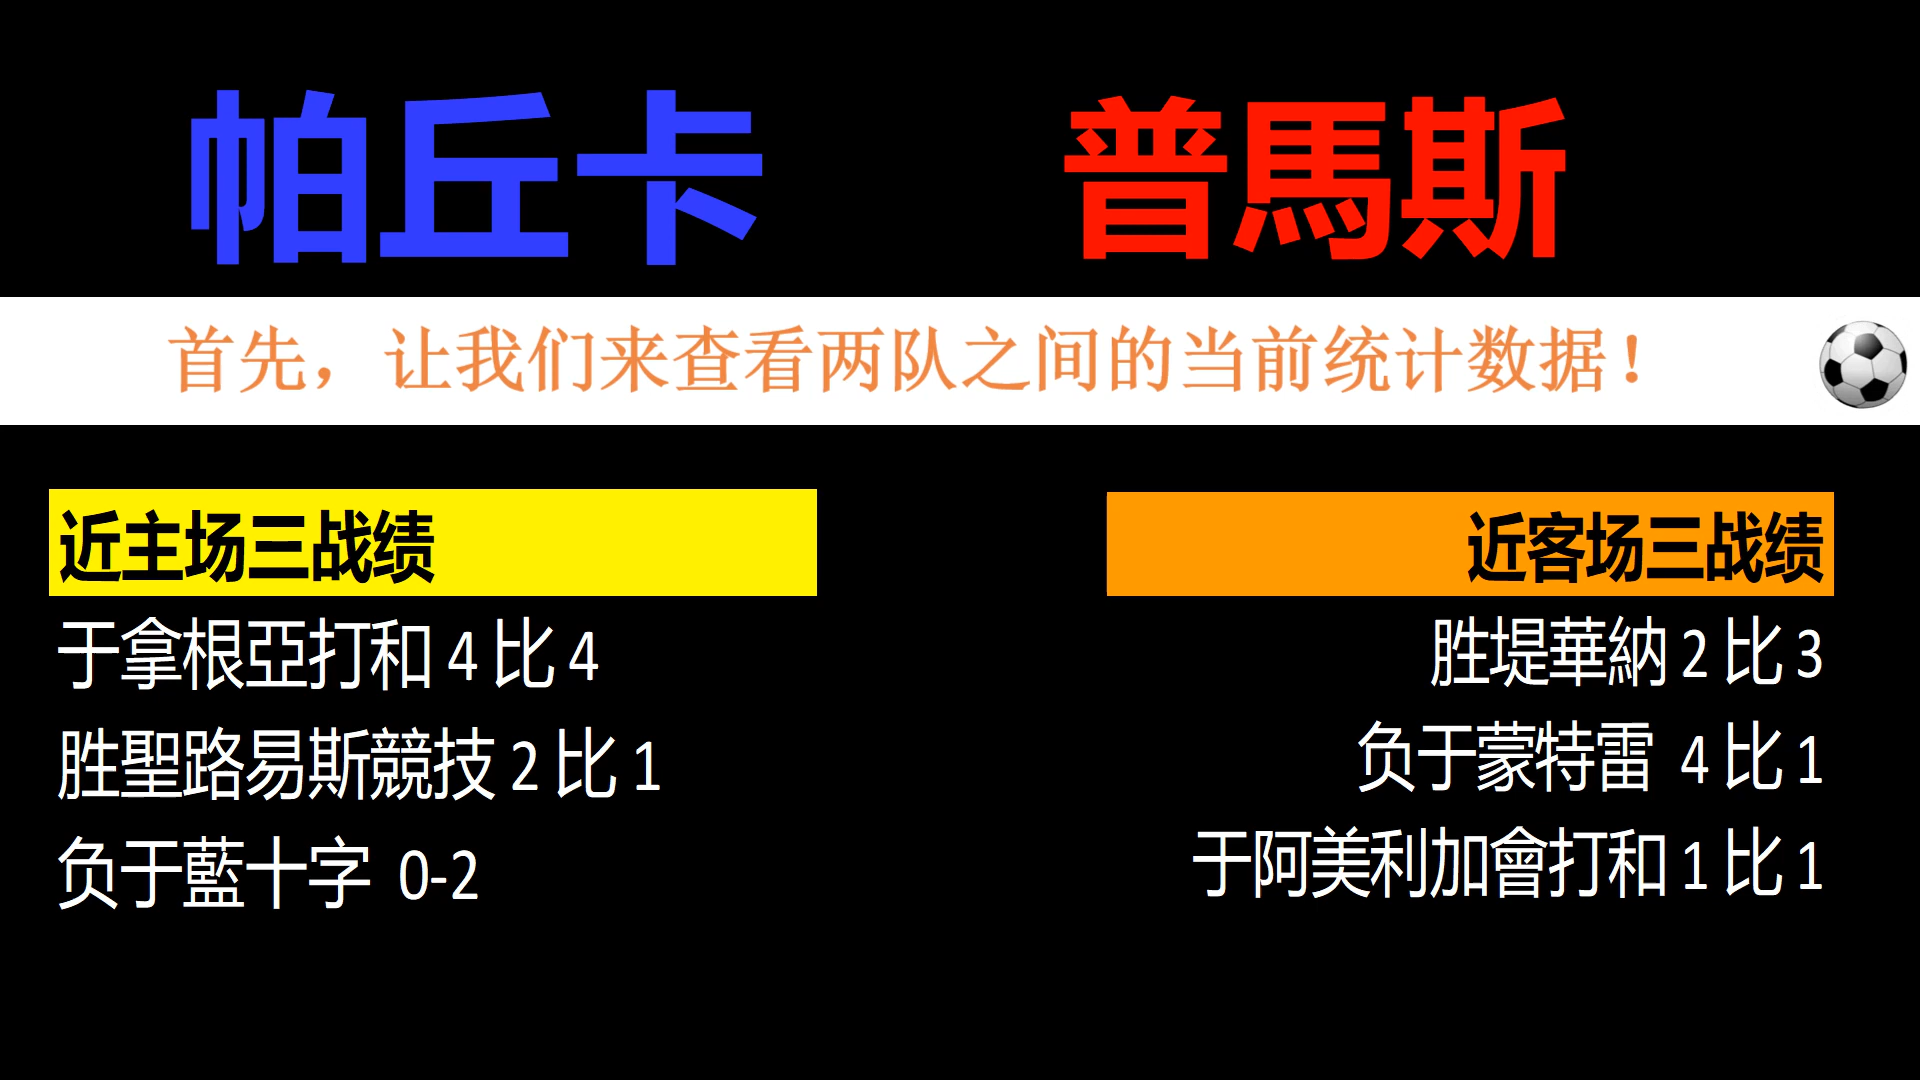 帕丘卡
普馬斯
首先，让我们来查看两队之间的当前统计数据！
近主场三战绩
于拿根亞打和 4 比 4
胜聖路易斯競技 2 比 1
负于藍十字 0-2
近客场三战绩
胜堤華納 2 比 3
负于蒙特雷 4 比 1
于阿美利加會打和 1 比 1